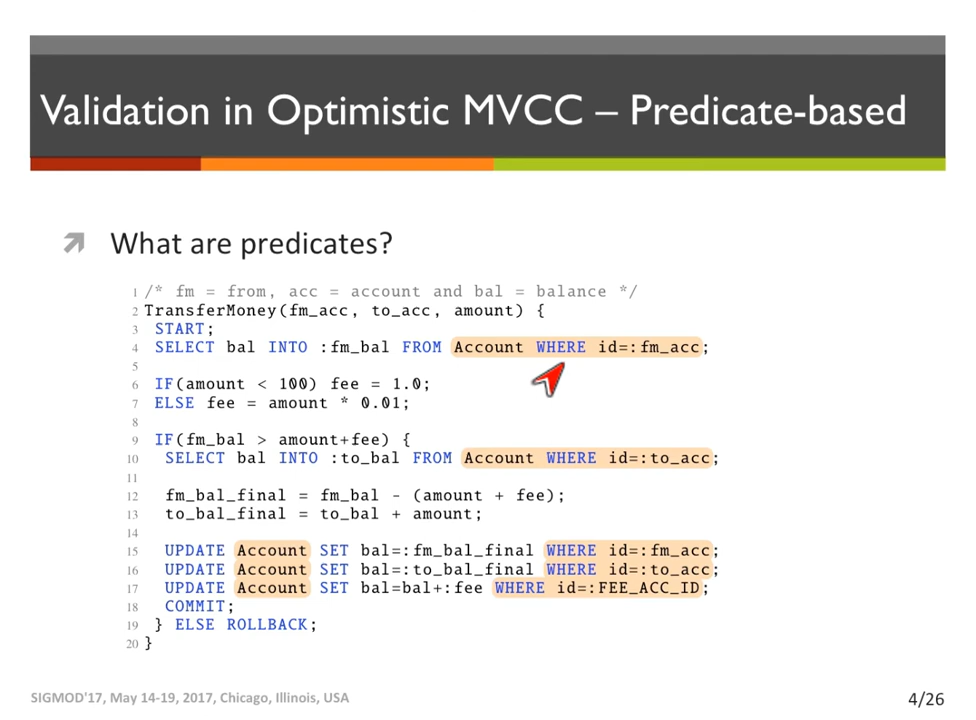 Validation in Optimistic MVCC – Predicate-based
What are predicates?
1 /* fm = from, acc = account and bal = balance */
2 TransferMoney(fm_acc, to_acc, amount) {
3 START;
4 SELECT bal INTO :fm_bal FROM Account WHERE id=:fm_acc;
5
6 IF(amount < 100) fee = 1.0;
7 ELSE fee = amount * 0.01;
8
9 IF(fm_bal > amount+fee) {
10 SELECT bal INTO :to_bal FROM Account WHERE id=:to_acc;
11
12 fm_bal_final = fm_bal - (amount + fee);
13 to_bal_final = to_bal + amount;
14
15 UPDATE Account SET bal=:fm_bal_final WHERE id=:fm_acc;
16 UPDATE Account SET bal=:to_bal_final WHERE id=:to_acc;
17 UPDATE Account SET bal=bal+:fee WHERE id=:FEE_ACC_ID;
18 COMMIT;
19 } ELSE ROLLBACK;
20 }
SIGMOD'17, May 14-19, 2017, Chicago, Illinois, USA
4/26